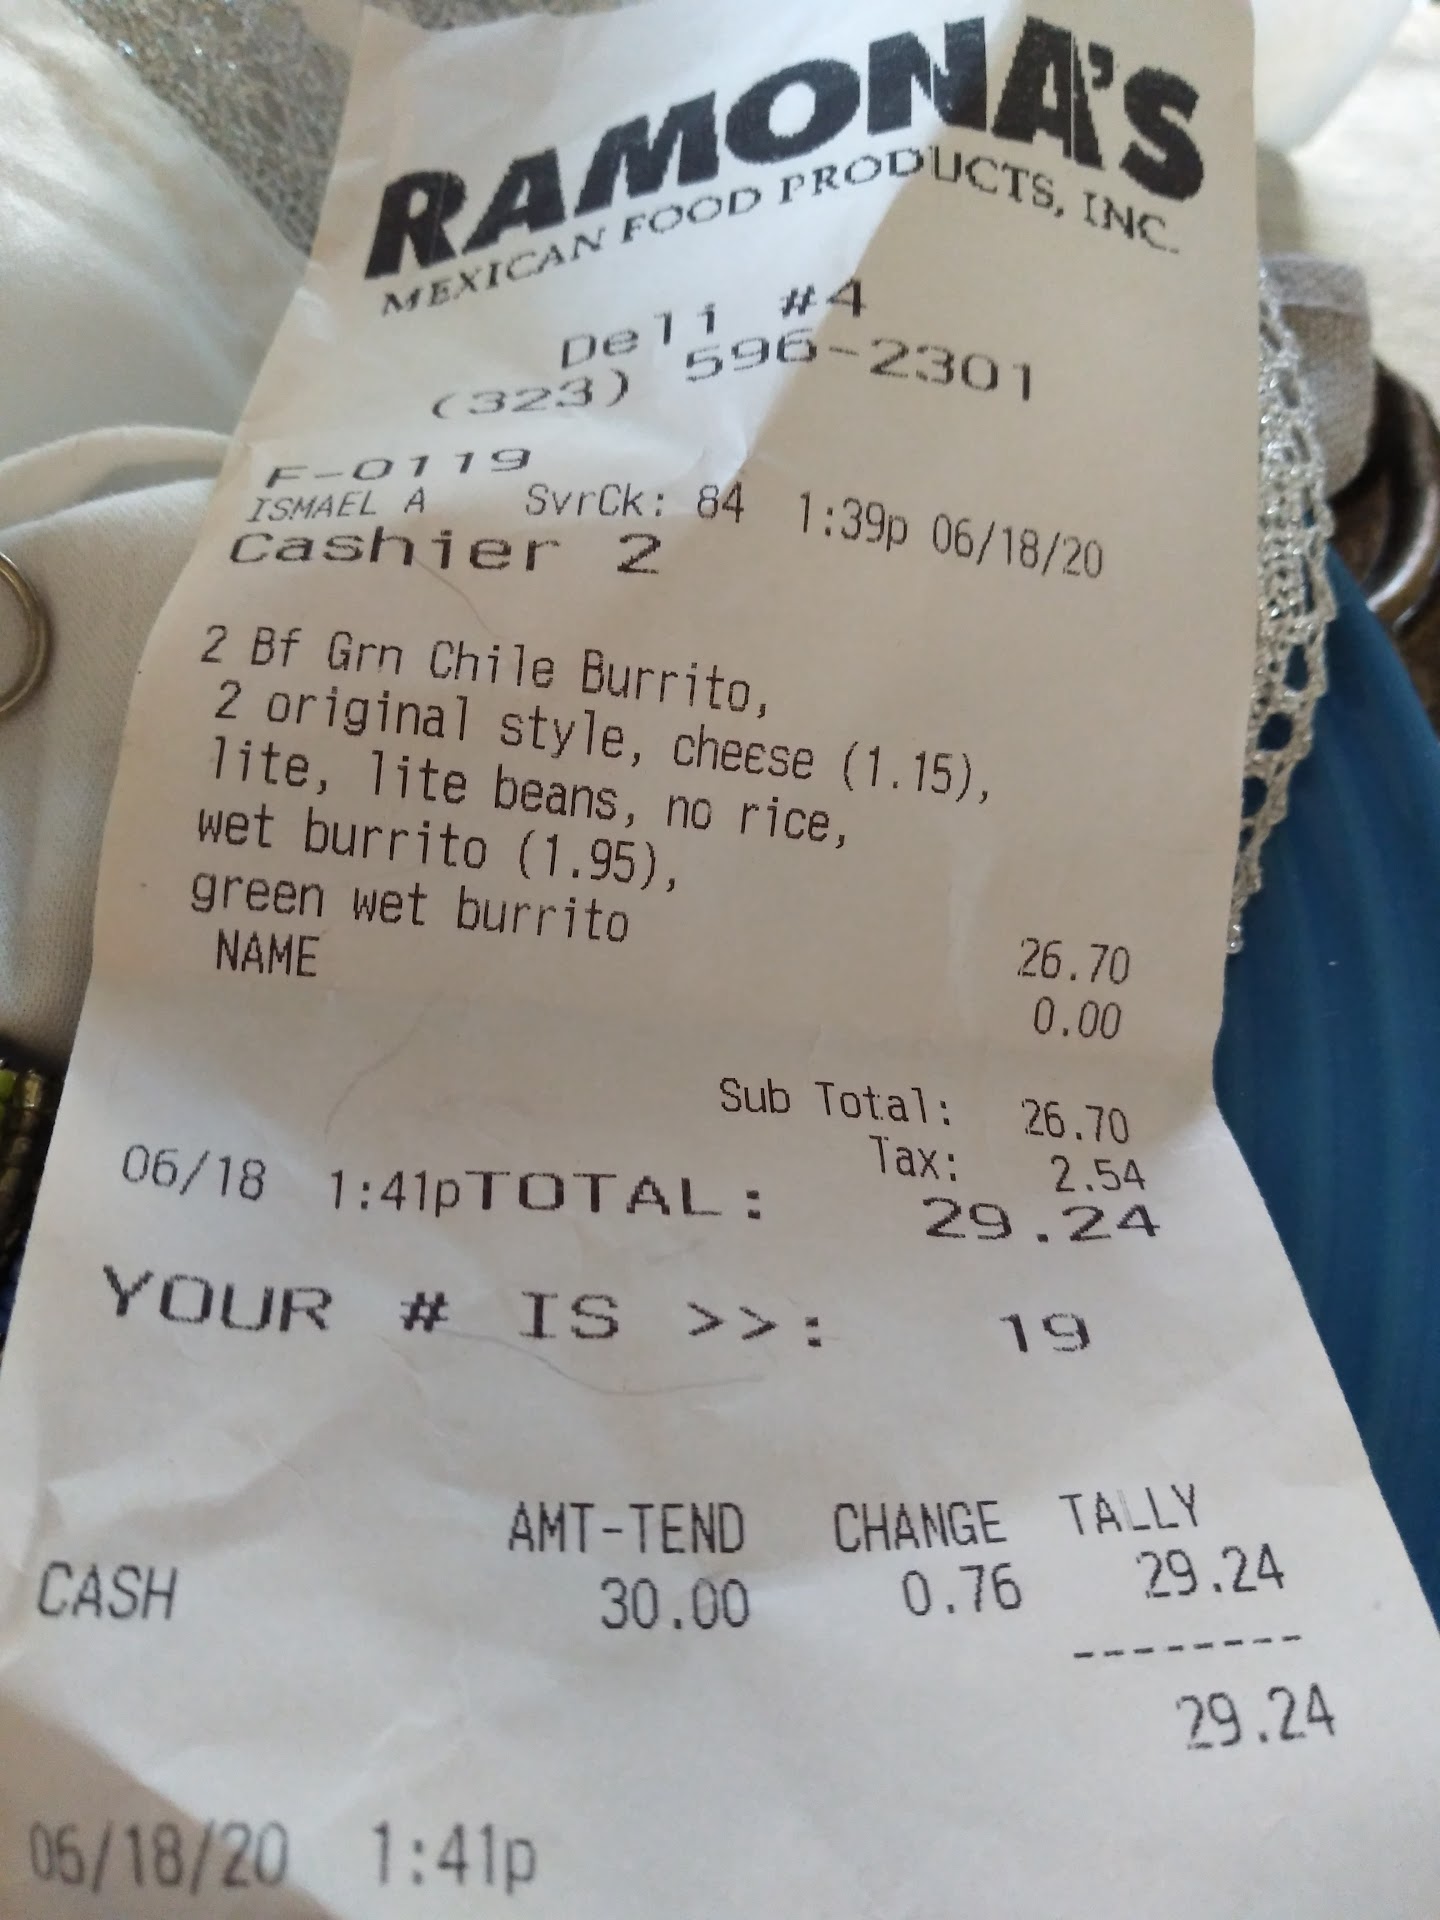 RAMONA'S
MEXICAN FOOD PRODUCTS, INC.
Deli #4
(323) 596-2301
F-0119
ISMAEL A SvrCk: 84 1:39p 06/18/20
Cashier 2
2 Bf Grn Chile Burrito,
2 original style, cheese (1.15),
lite, lite beans, no rice,
wet burrito (1.95),
green wet burrito 26.70
NAME 0.00
Sub Total: 26.70
Tax: 2.54
06/18 1:41pTOTAL: 29.24
YOUR # IS >>: 19
AMT-TEND CHANGE TALLY
CASH 30.00 0.76 29.24
--------
29.24
06/18/20 1:41p